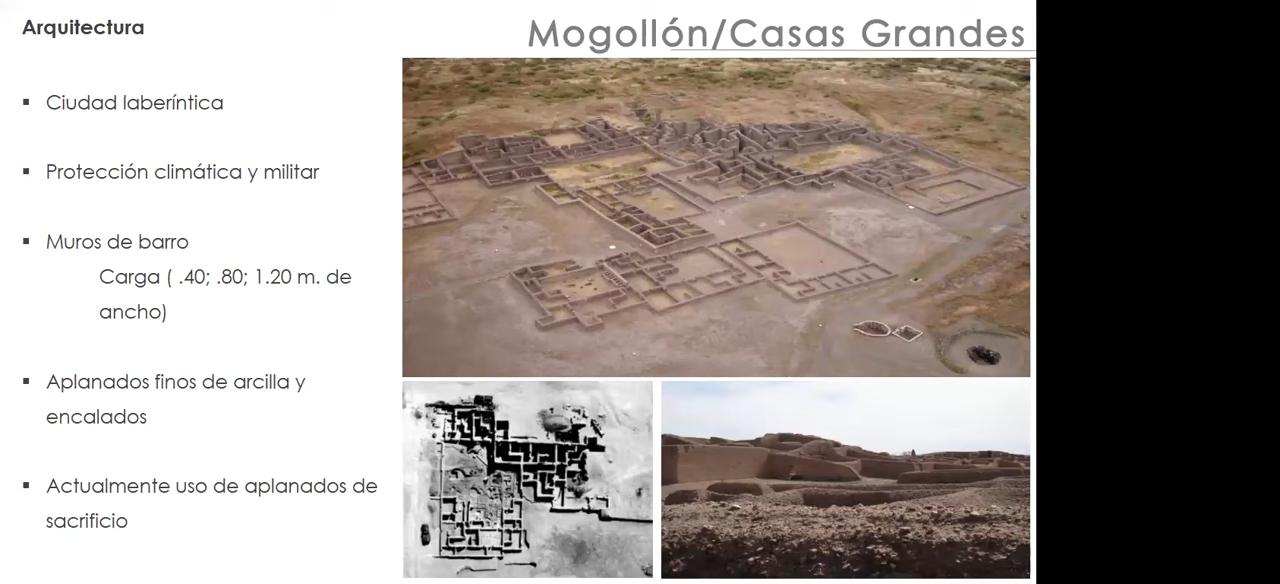 Arquitectura
Mogollón/Casas Grandes
▪ Ciudad laberíntica
▪ Protección climática y militar
▪ Muros de barro
Carga ( .40; .80; 1.20 m. de
ancho)
▪ Aplanados finos de arcilla y
encalados
▪ Actualmente uso de aplanados de
sacrificio